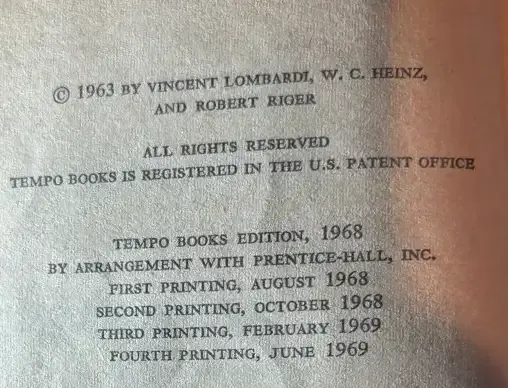 © 1963 BY VINCENT LOMBARDI, W. C. HEINZ,
AND ROBERT RIGER
ALL RIGHTS RESERVED
TEMPO BOOKS IS REGISTERED IN THE U.S. PATENT OFFICE
TEMPO BOOKS EDITION, 1968
BY ARRANGEMENT WITH PRENTICE-HALL, INC.
FIRST PRINTING, AUGUST 1968
SECOND PRINTING, OCTOBER 1968
THIRD PRINTING, FEBRUARY 1969
FOURTH PRINTING, JUNE 1969